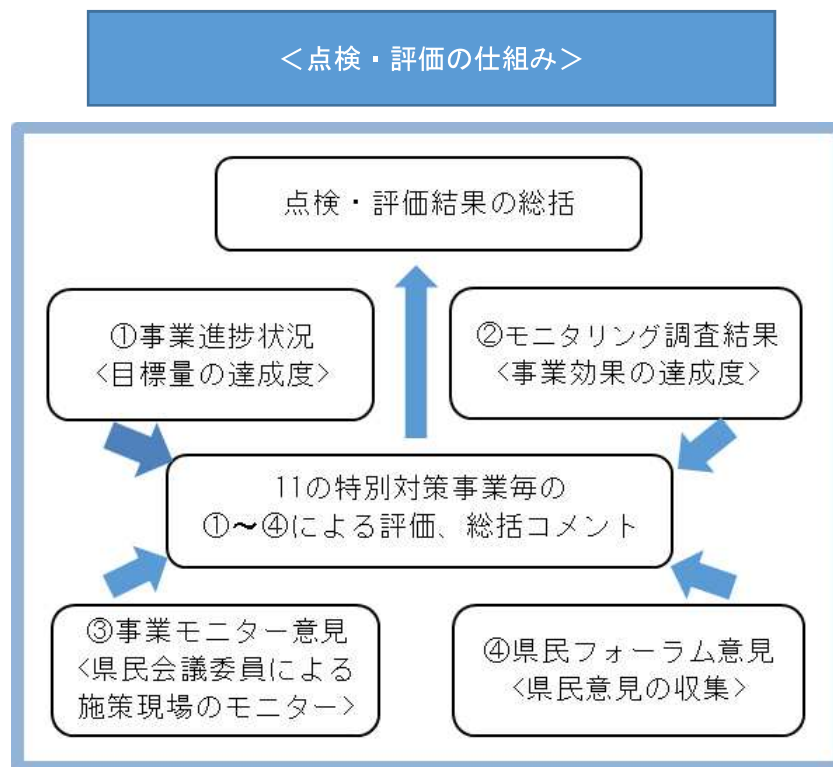 ＜点検・評価の仕組み＞
点検・評価結果の総括
①事業進捗状況
<目標量の達成度>
②モニタリング調査結果
<事業効果の達成度>
11の特別対策事業毎の
①～④による評価、総括コメント
③事業モニター意見
<県民会議委員による
施策現場のモニター>
④県民フォーラム意見
<県民意見の収集>